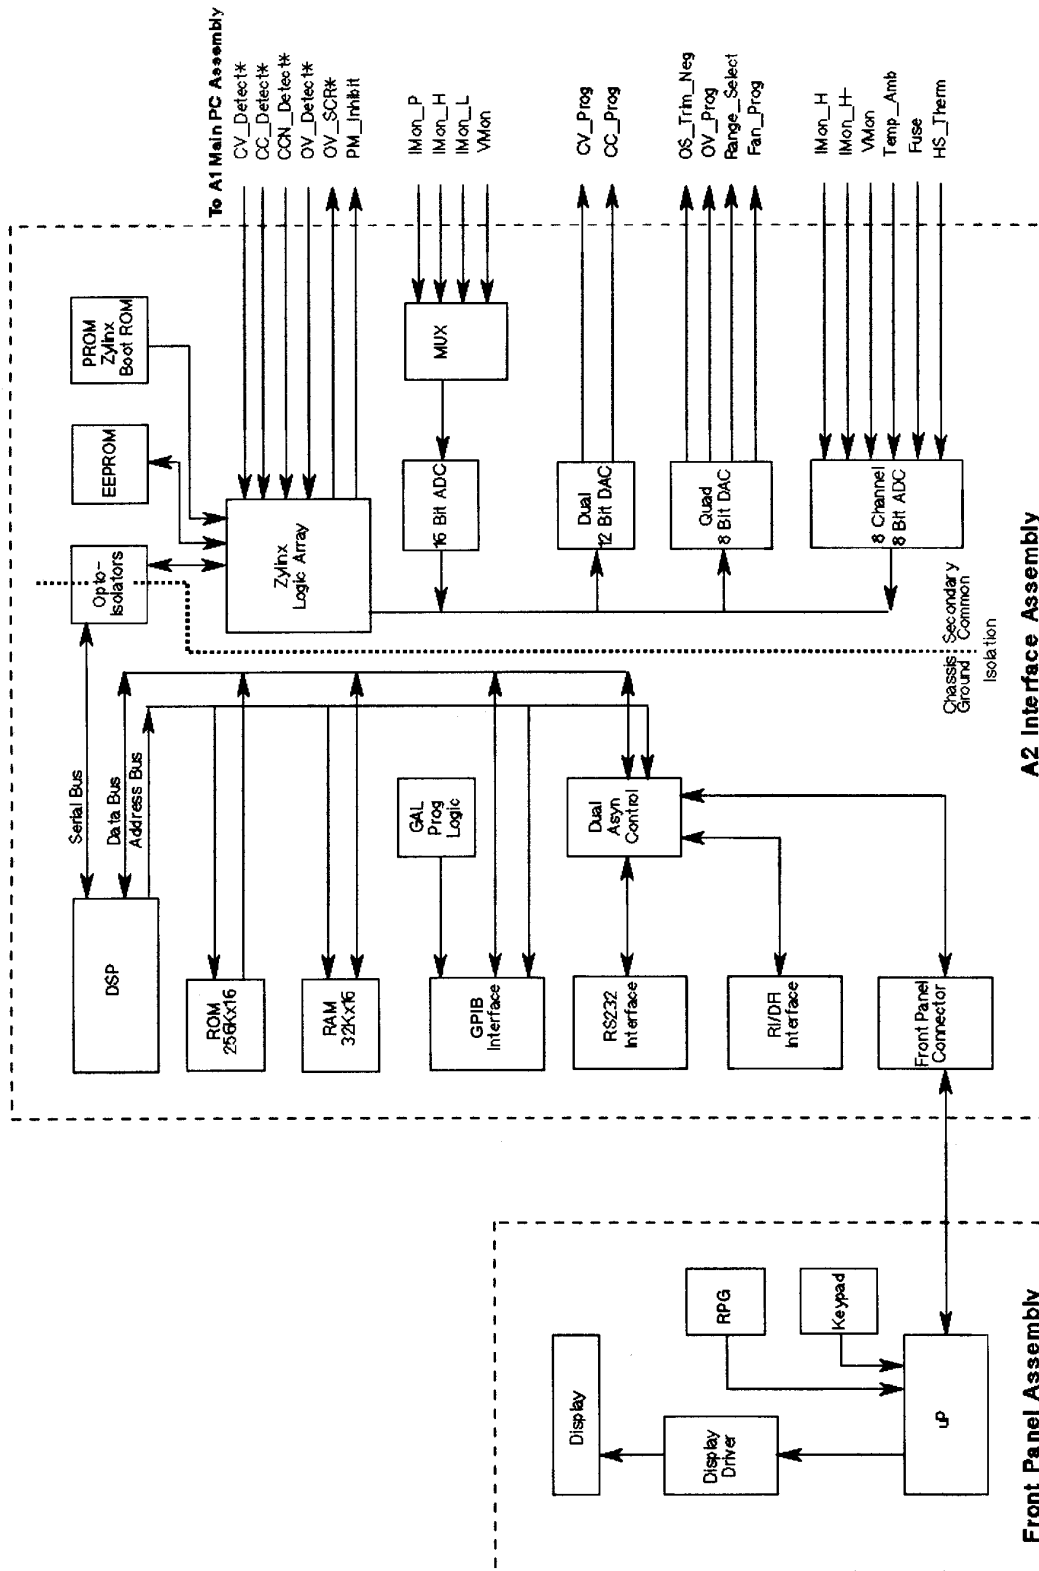 To A1 Main PC Assembly
CV_Detect*
CC_Detect*
CCN_Detect*
OV_Detect*
OV_SCR*
PM_Inhibit
IMon_P
IMon_H
IMon_L
VMon
CV_Prog
CC_Prog
OS_Trim_Neg
OV_Prog
Range_Select
Fan_Prog
IMon_H
IMon_H-
VMon
Temp_Amb
Fuse
HS_Therm
PROM
Zylinx
Boot ROM
EEPROM
Opto-
Isolators
Zylinx
Logic Array
MUX
16 Bit ADC
Dual
12 Bit DAC
Quad
8 Bit DAC
8 Channel
8 Bit ADC
Chassis Secondary
Ground Common
Isolation
Serial Bus
Data Bus
Address Bus
GAL
Prog
Logic
Dual
Asyn
Control
DSP
ROM
256Kx16
RAM
32Kx16
GPIB
Interface
RS232
Interface
RI/DFI
Interface
Front Panel
Connector
A2 Interface Assembly
RPG
Keypad
Display
Display
Driver
uP
Front Panel Assembly